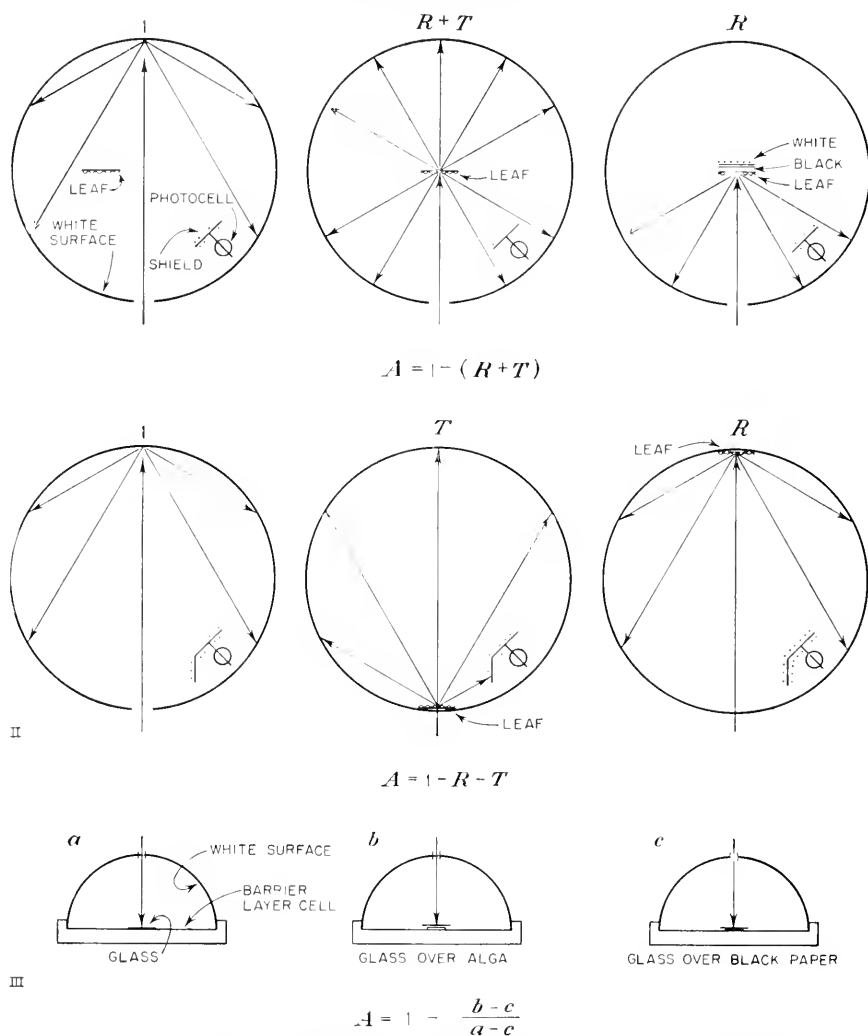 1
R + T
R
LEAF
PHOTOCELL
WHITE SURFACE
SHIELD
LEAF
WHITE
BLACK
LEAF
A = 1 - ( R + T )
1
T
R
LEAF
LEAF
II
A = 1 - R - T
a
b
c
WHITE SURFACE
BARRIER
LAYER CELL
GLASS
GLASS OVER ALGA
GLASS OVER BLACK PAPER
III
A = 1 - b - c / a - c